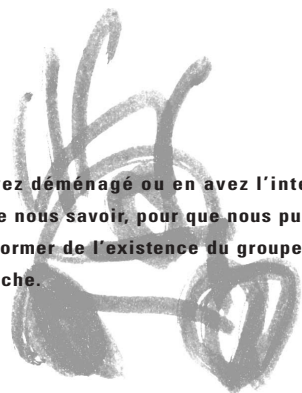 ez déménagé ou en avez l’inte
e nous savoir, pour que nous pu
ormer de l’existence du groupe
che.